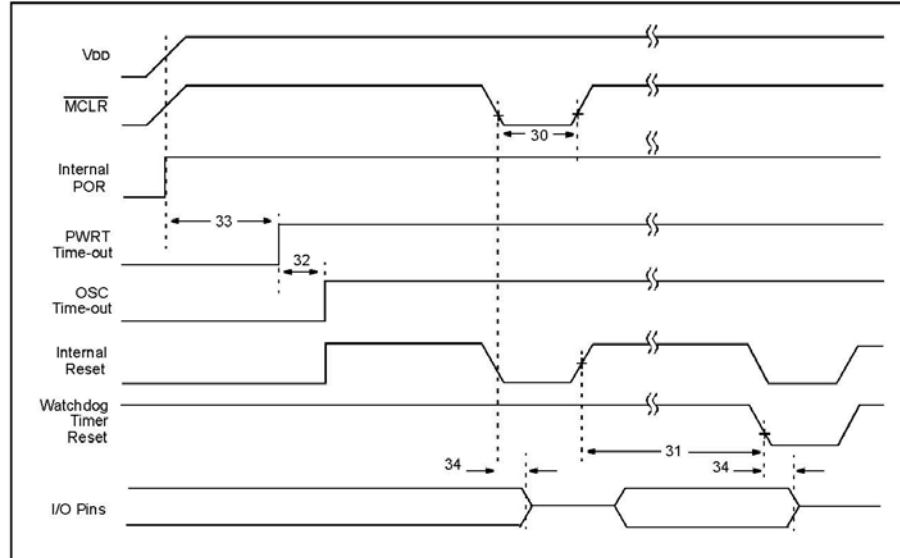 VDD
MCLR
30
Internal
POR
33
PWRT
Time-out
32
OSC
Time-out
Internal
Reset
Watchdog
Timer
Reset
31
34
34
I/O Pins